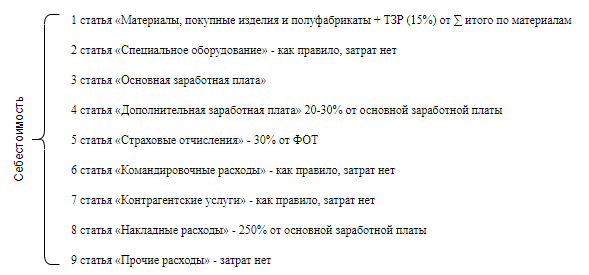 Себестоимость
1 статья «Материалы, покупные изделия и полуфабрикаты + ТЗР (15%) от ∑ итого по материалам
2 статья «Специальное оборудование» - как правило, затрат нет
3 статья «Основная заработная плата»
4 статья «Дополнительная заработная плата» 20-30% от основной заработной платы
5 статья «Страховые отчисления» - 30% от ФОТ
6 статья «Командировочные расходы» - как правило, затрат нет
7 статья «Контрагентские услуги» - как правило, затрат нет
8 статья «Накладные расходы» - 250% от основной заработной платы
9 статья «Прочие расходы» - затрат нет